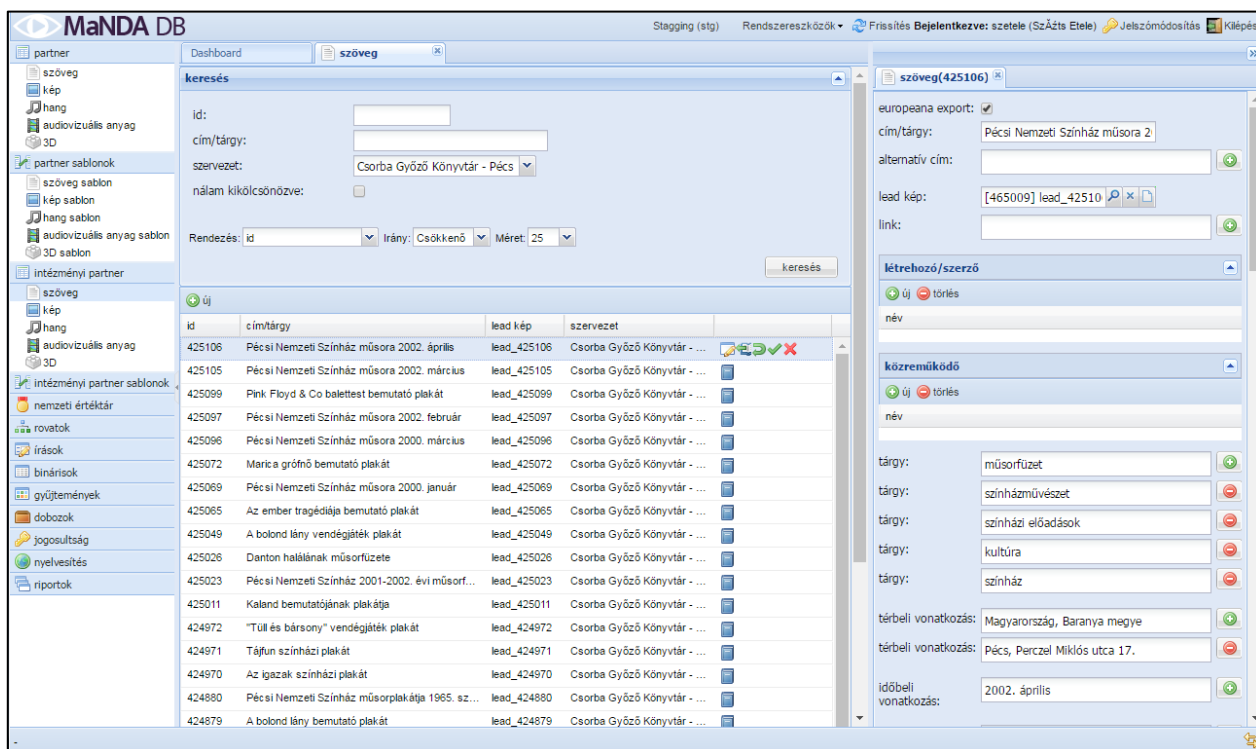 MaNDA DB
Stagging (stg) Rendszereszközök Frissítés Bejelentkezve: szetele (SzĂžts Etele) Jelszómódosítás Kilépés
partner
szöveg
kép
hang
audiovizuális anyag
3D
partner sablonok
szöveg sablon
kép sablon
hang sablon
audiovizuális anyag sablon
3D sablon
intézményi partner
szöveg
kép
hang
audiovizuális anyag
3D
intézményi partner sablonok
nemzeti értéktár
rovatok
írások
binárisok
gyűjtemények
dobozok
jogosultság
nyelvesítés
riportok
Dashboard szöveg
keresés
id:
cím/tárgy:
szervezet: Csorba Győző Könyvtár - Pécs
nálam kikölcsönözve:
Rendezés: id Irány: Csökkenő Méret: 25
keresés
új
id cím/tárgy lead kép szervezet
425106 Pécsi Nemzeti Színház műsora 2002. április lead_425106 Csorba Győző Könyvtár - ...
425105 Pécsi Nemzeti Színház műsora 2002. március lead_425105 Csorba Győző Könyvtár - ...
425099 Pink Floyd & Co balettest bemutató plakát lead_425099 Csorba Győző Könyvtár - ...
425097 Pécsi Nemzeti Színház műsora 2002. február lead_425097 Csorba Győző Könyvtár - ...
425096 Pécsi Nemzeti Színház műsora 2000. március lead_425096 Csorba Győző Könyvtár - ...
425072 Marica grófnő bemutató plakát lead_425072 Csorba Győző Könyvtár - ...
425069 Pécsi Nemzeti Színház műsora 2000. január lead_425069 Csorba Győző Könyvtár - ...
425065 Az ember tragédiája bemutató plakát lead_425065 Csorba Győző Könyvtár - ...
425049 A bolond lány vendégjáték plakát lead_425049 Csorba Győző Könyvtár - ...
425026 Danton halálának műsorfüzete lead_425026 Csorba Győző Könyvtár - ...
425023 Pécsi Nemzeti Színház 2001-2002. évi műsorf... lead_425023 Csorba Győző Könyvtár - ...
425011 Kaland bemutatójának plakátja lead_425011 Csorba Győző Könyvtár - ...
424972 "Tüll és bársony" vendégjáték plakát lead_424972 Csorba Győző Könyvtár - ...
424971 Tájfun színházi plakát lead_424971 Csorba Győző Könyvtár - ...
424970 Az igazak színházi plakát lead_424970 Csorba Győző Könyvtár - ...
424880 Pécsi Nemzeti Színház műsorplakátja 1965. sz... lead_424880 Csorba Győző Könyvtár - ...
424879 A bolond lány bemutató plakát lead_424879 Csorba Győző Könyvtár - ...
szöveg(425106)
europeana export:
cím/tárgy: Pécsi Nemzeti Színház műsora 2
alternatív cím:
lead kép: [465009] lead_42510
link:
létrehozó/szerző
új törlés
név
közreműködő
új törlés
név
tárgy: műsorfüzet
tárgy: színházművészet
tárgy: színházi előadások
tárgy: kultúra
tárgy: színház
térbeli vonatkozás: Magyarország, Baranya megye
térbeli vonatkozás: Pécs, Perczel Miklós utca 17.
időbeli vonatkozás: 2002. április